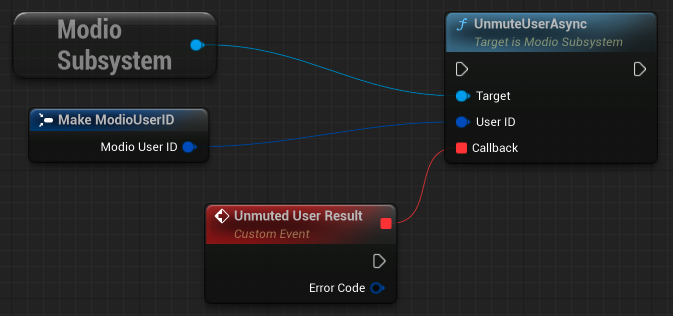 Modio
Subsystem
Make ModioUserID
Modio User ID
UnmuteUserAsync
Target is Modio Subsystem
Target
User ID
Callback
Unmuted User Result
Custom Event
Error Code